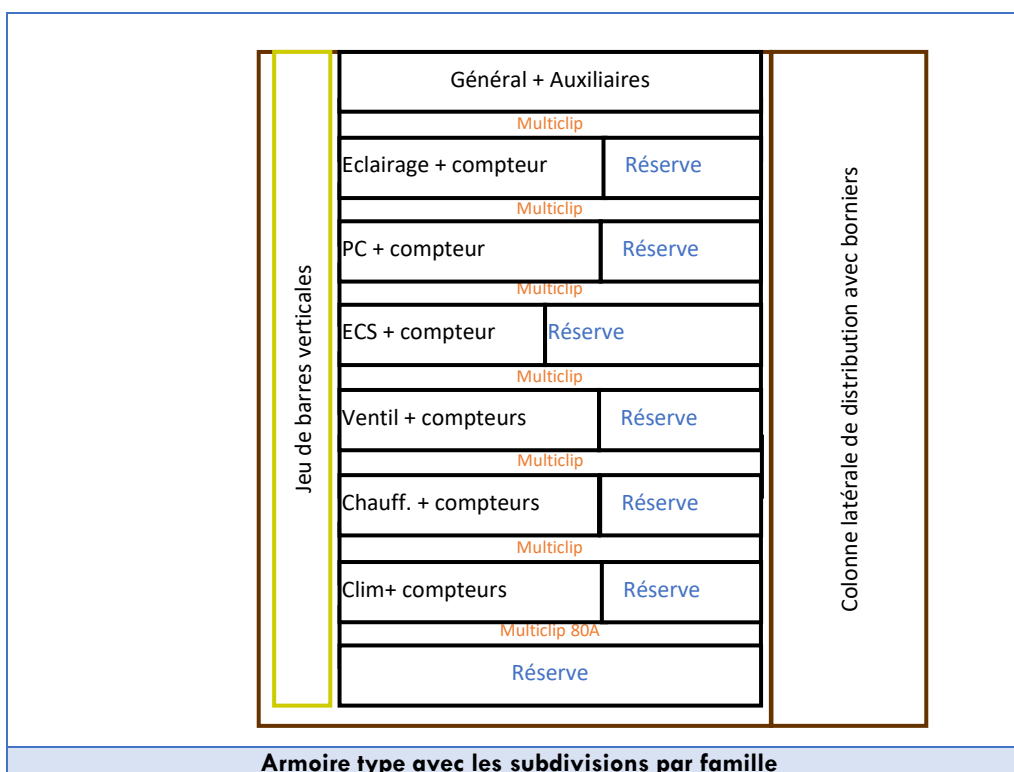 Jeu de barres verticales
Général + Auxiliaires
Multiclip
Eclairage + compteur
Réserve
Multiclip
PC + compteur
Réserve
Multiclip
ECS + compteur
Réserve
Multiclip
Ventil + compteurs
Réserve
Multiclip
Chauff. + compteurs
Réserve
Multiclip
Clim+ compteurs
Réserve
Multiclip 80A
Réserve
Colonne latérale de distribution avec borniers
Armoire type avec les subdivisions par famille